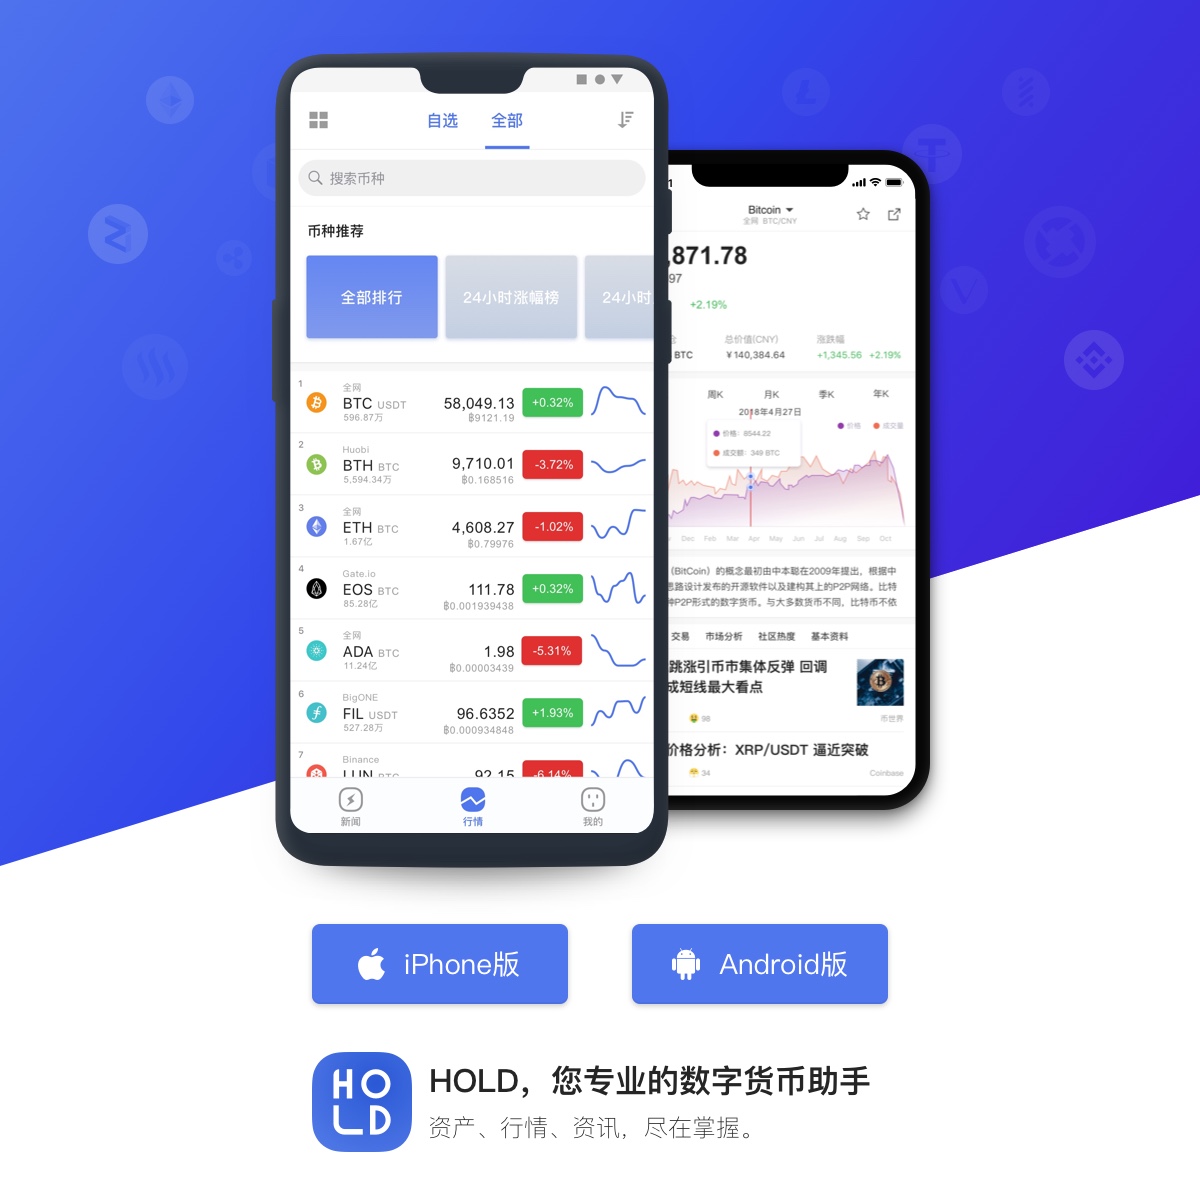 自选 全部
搜索币种
币种推荐
全部排行 24小时涨幅榜 24小时
1 全网
BTC USDT 58,049.13 +0.32%
596.87万 ฿9121.19
2 Huobi
BTH BTC 9,710.01 -3.72%
5,594.34万 ฿0.168516
3 全网
ETH BTC 4,608.27 -1.02%
1.67亿 ฿0.79976
4 Gate.io
EOS BTC 111.78 +0.32%
85.28亿 ฿0.001939438
5 全网
ADA BTC 1.98 -5.31%
11.24亿 ฿0.00003439
6 BigONE
FIL USDT 96.6352 +1.93%
527.28万 ฿0.000934848
7 Binance
LUN BTC 92.15 -6.14%
新闻 行情 我的
Bitcoin
全网 BTC/CNY
,871.78
97
+2.19%
总价值(CNY) 涨跌幅
BTC ¥140,384.64 +1,345.56 +2.19%
周K 月K 季K 年K
2018年4月27日
价格: 8544.22
成交额: 349 BTC
价格 成交量
Dec Feb Mar Apr May Jun Jul Aug Sep Oct
（BitCoin）的概念最初由中本聪在2009年提出，根据中
思路设计发布的开源软件以及建构其上的P2P网络。比特
种P2P形式的数字货币。与大多数货币不同，比特币不依
交易 市场分析 社区热度 基本资料
跳涨引币市集体反弹 回调
成短线最大看点
98 币世界
价格分析：XRP/USDT 逼近突破
34 Coinbase
iPhone版 Android版
HOLD
HOLD，您专业的数字货币助手
资产、行情、资讯，尽在掌握。